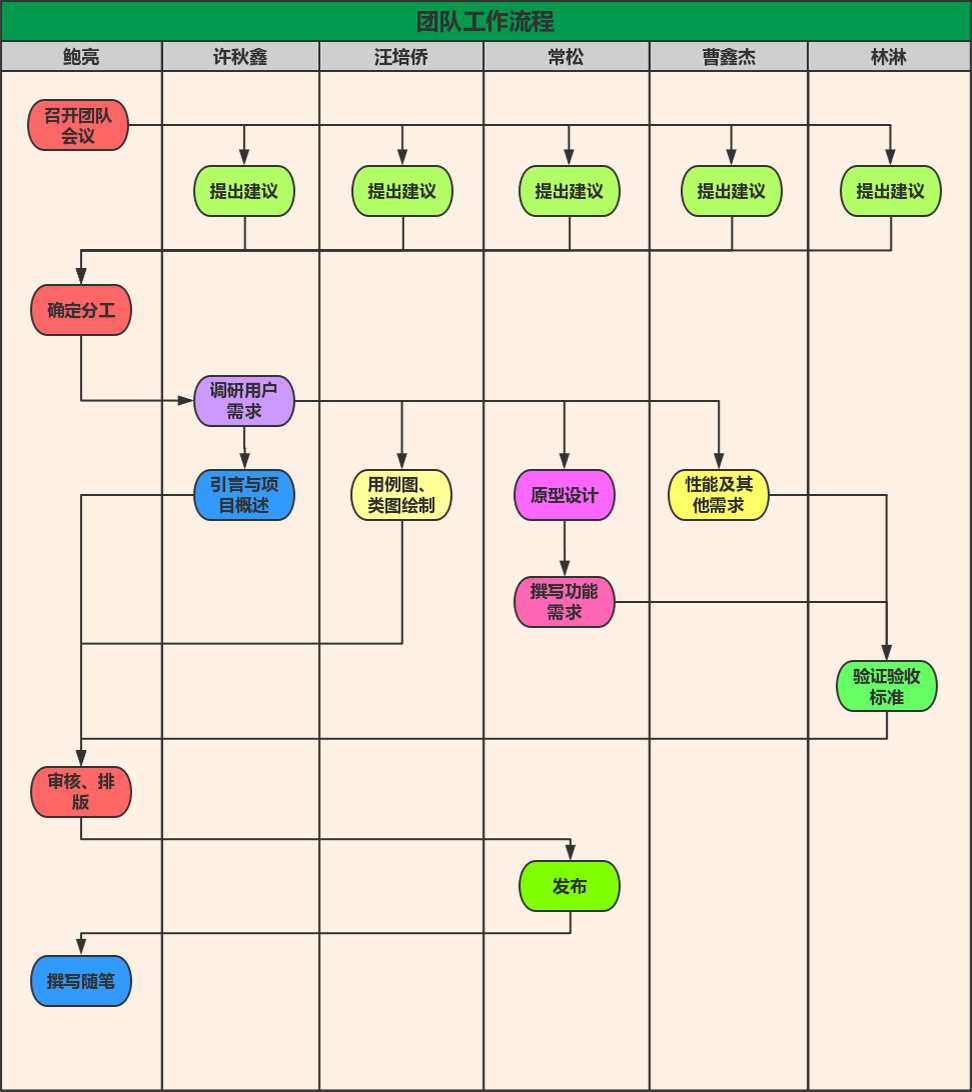 团队工作流程
鲍亮
许秋鑫
汪培侨
常松
曹鑫杰
林淋
召开团队
会议
提出建议
提出建议
提出建议
提出建议
提出建议
确定分工
调研用户
需求
引言与项
目概述
用例图、
类图绘制
原型设计
性能及其
他需求
撰写功能
需求
验证验收
标准
审核、排
版
发布
撰写随笔